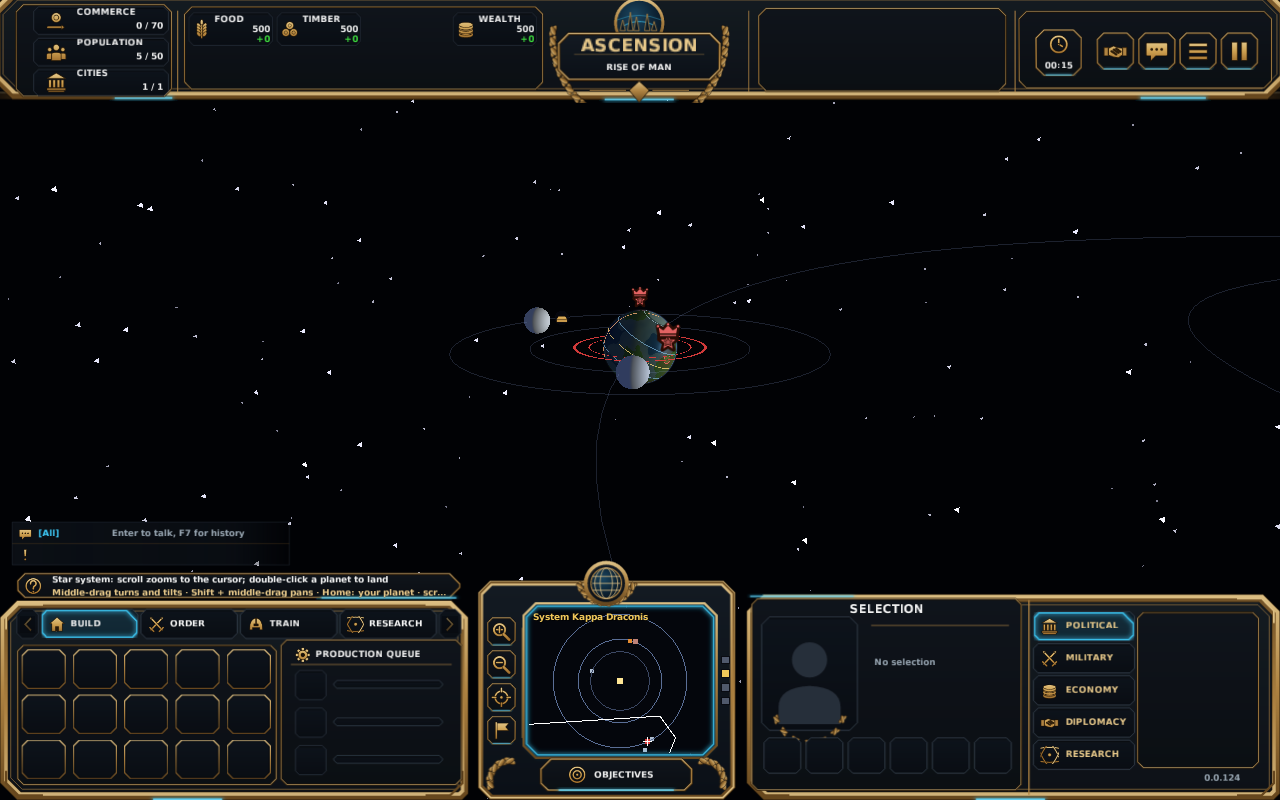 COMMERCE
0 / 70
POPULATION
5 / 50
CITIES
1 / 1
FOOD
500
+0
TIMBER
500
+0
WEALTH
500
+0
ASCENSION
RISE OF MAN
00:15
[All] Enter to talk, F7 for history
!
Star system: scroll zooms to the cursor; double-click a planet to land
Middle-drag turns and tilts · Shift + middle-drag pans · Home: your planet · scr...
BUILD
ORDER
TRAIN
RESEARCH
PRODUCTION QUEUE
System Kappa Draconis
OBJECTIVES
SELECTION
No selection
POLITICAL
MILITARY
ECONOMY
DIPLOMACY
RESEARCH
0.0.124